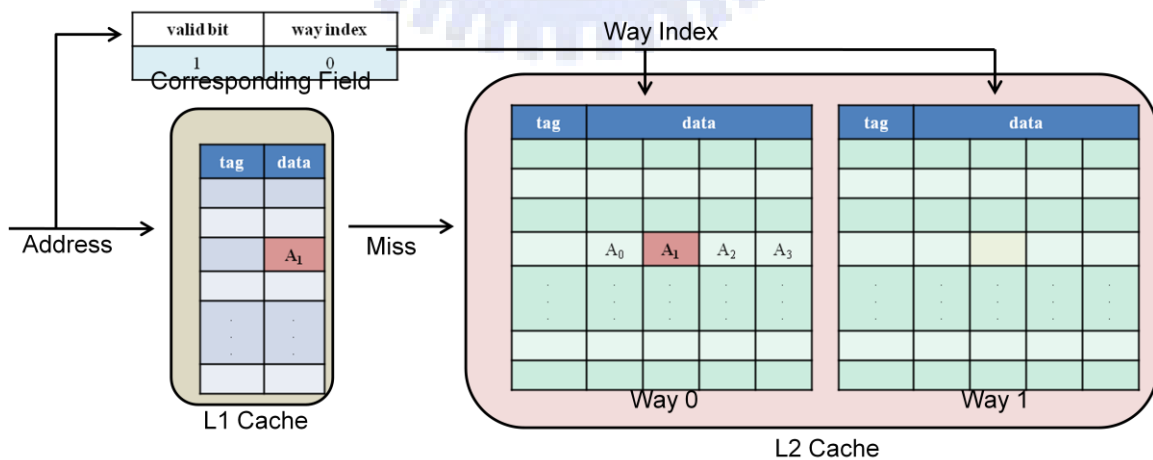 valid bit way index
1 0
Corresponding Field
Way Index
Address
tag data
A₁
L1 Cache
Miss
tag data
A₀ A₁ A₂ A₃
Way 0
tag data
Way 1
L2 Cache